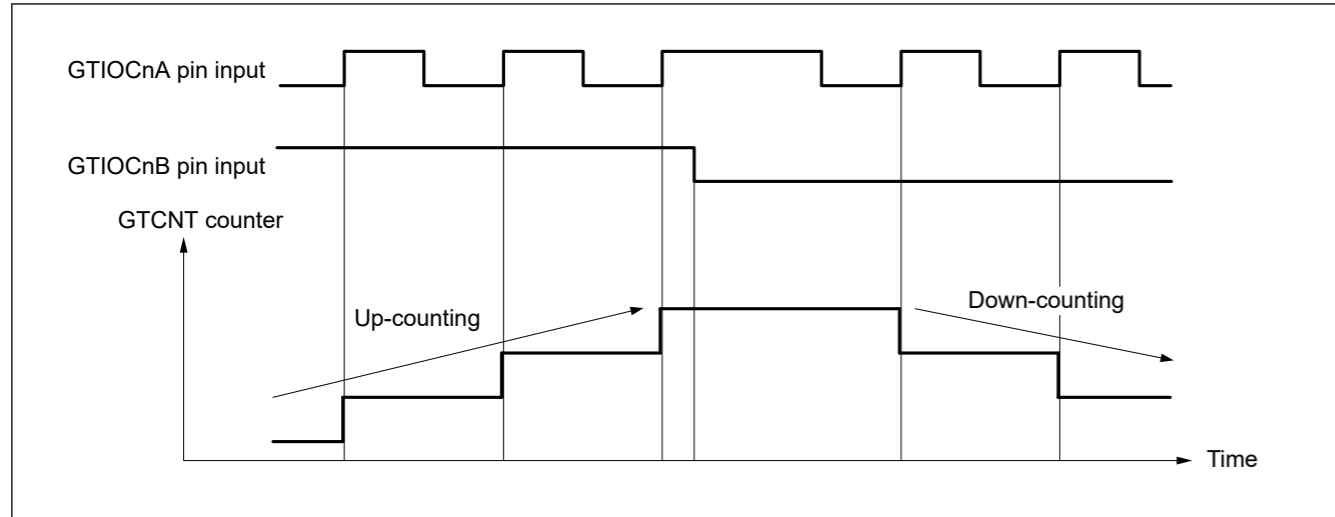 GTIOCnA pin input
GTIOCnB pin input
GTCNT counter
Up-counting
Down-counting
Time